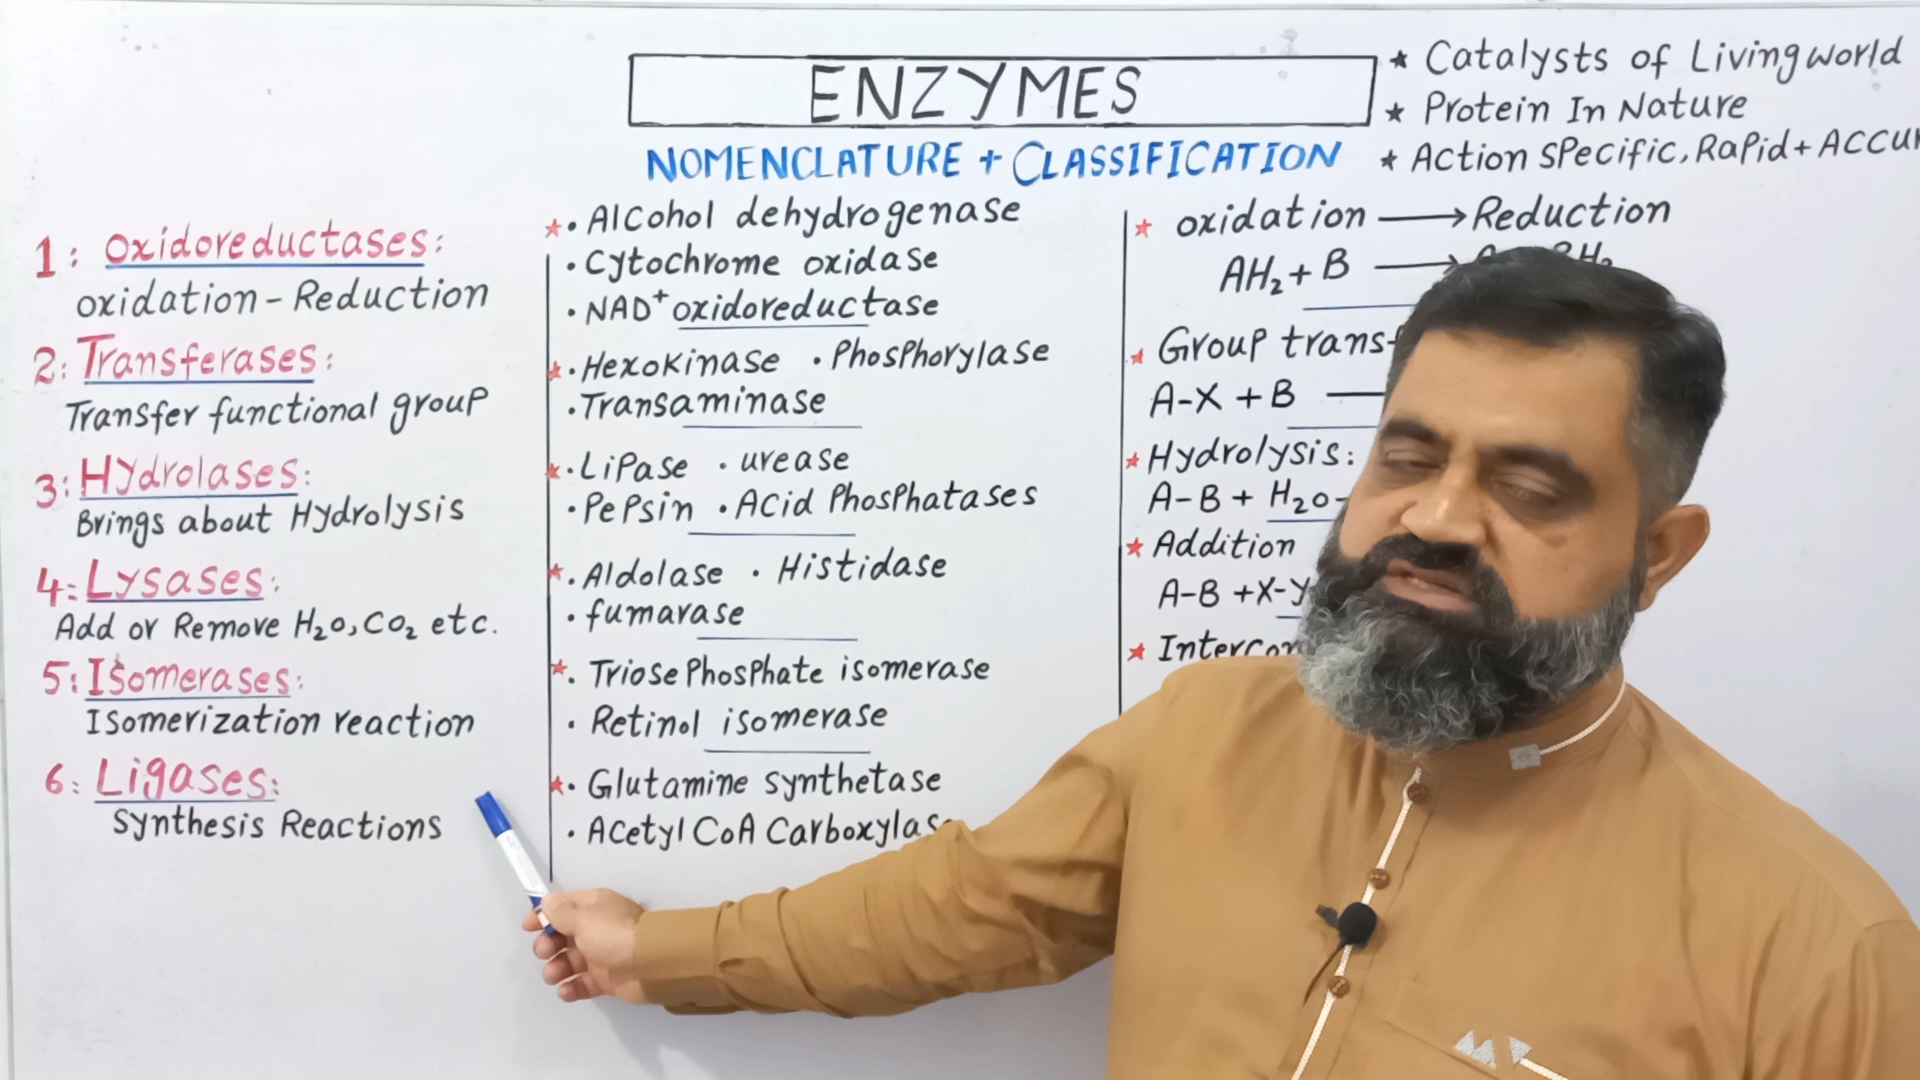 ENZYMES
NOMENCLATURE + CLASSIFICATION
★ Catalysts of Living world
★ Protein In Nature
★ Action Specific, Rapid +
1: Oxidoreductases:
oxidation - Reduction
2: Transferases:
Transfer functional group
3: Hydrolases:
Brings about Hydrolysis
4: Lysases:
Add or Remove H₂O, CO₂ etc.
5: Isomerases:
Isomerization reaction
6: Ligases:
Synthesis Reactions
★ • Alcohol dehydrogenase
• Cytochrome oxidase
• NAD⁺ oxidoreductase
★ • Hexokinase • Phosphorylase
• Transaminase
★ • Lipase • urease
• Pepsin • Acid Phosphatases
★ • Aldolase • Histidase
• fumarase
★ • Triose Phosphate isomerase
• Retinol isomerase
★ • Glutamine synthetase
• Acetyl CoA Carboxylase
★ oxidation ⟶ Reduction
AH₂ + B ⟶
★ Group
A-X + B
★ Hydrolysis:
A-B + H₂O
★ Addition
A-B + X-Y
★